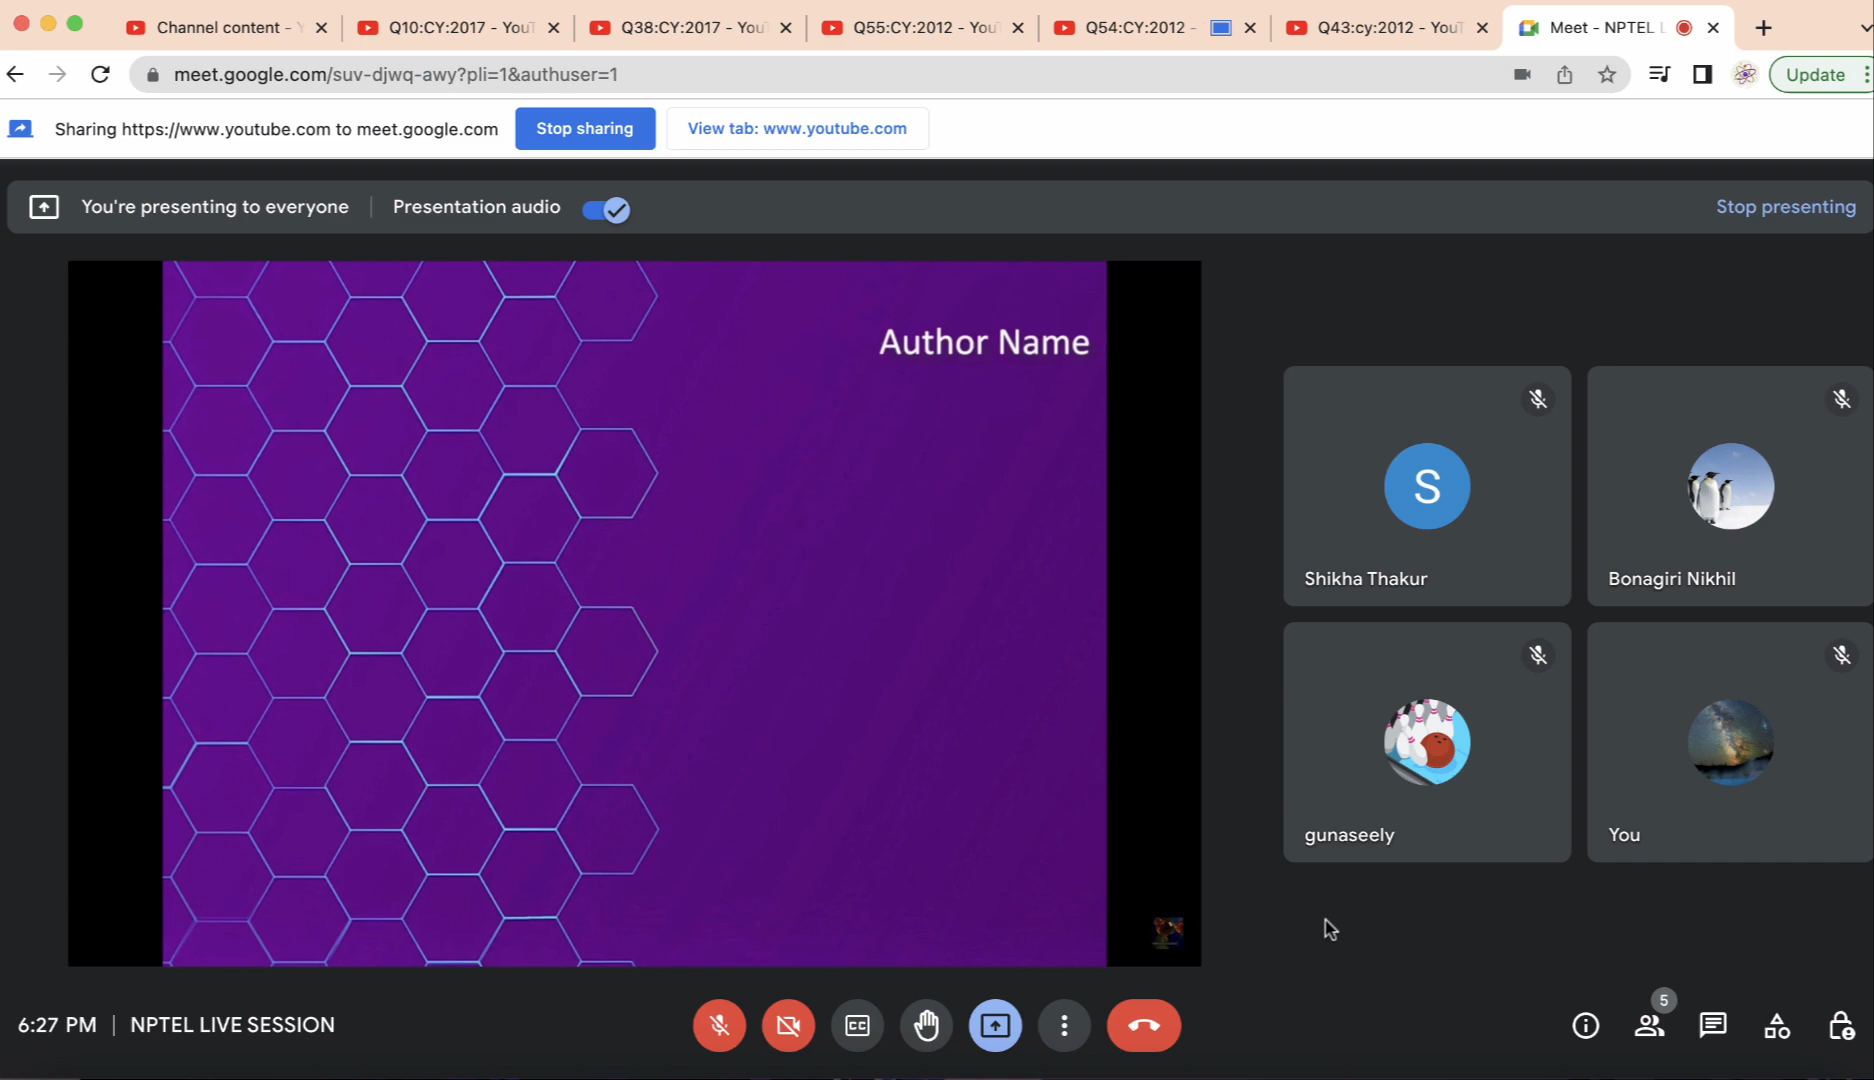 Channel content - Y
Q10:CY:2017 - YouT
Q38:CY:2017 - YouT
Q55:CY:2012 - YouT
Q54:CY:2012 -
Q43:cy:2012 - YouT
Meet - NPTEL L
meet.google.com/suv-djwq-awy?pli=1&authuser=1
Update
Sharing https://www.youtube.com to meet.google.com
Stop sharing
View tab: www.youtube.com
You're presenting to everyone
Presentation audio
Stop presenting
Author Name
S
Shikha Thakur
Bonagiri Nikhil
gunaseely
You
6:27 PM | NPTEL LIVE SESSION
CC
5